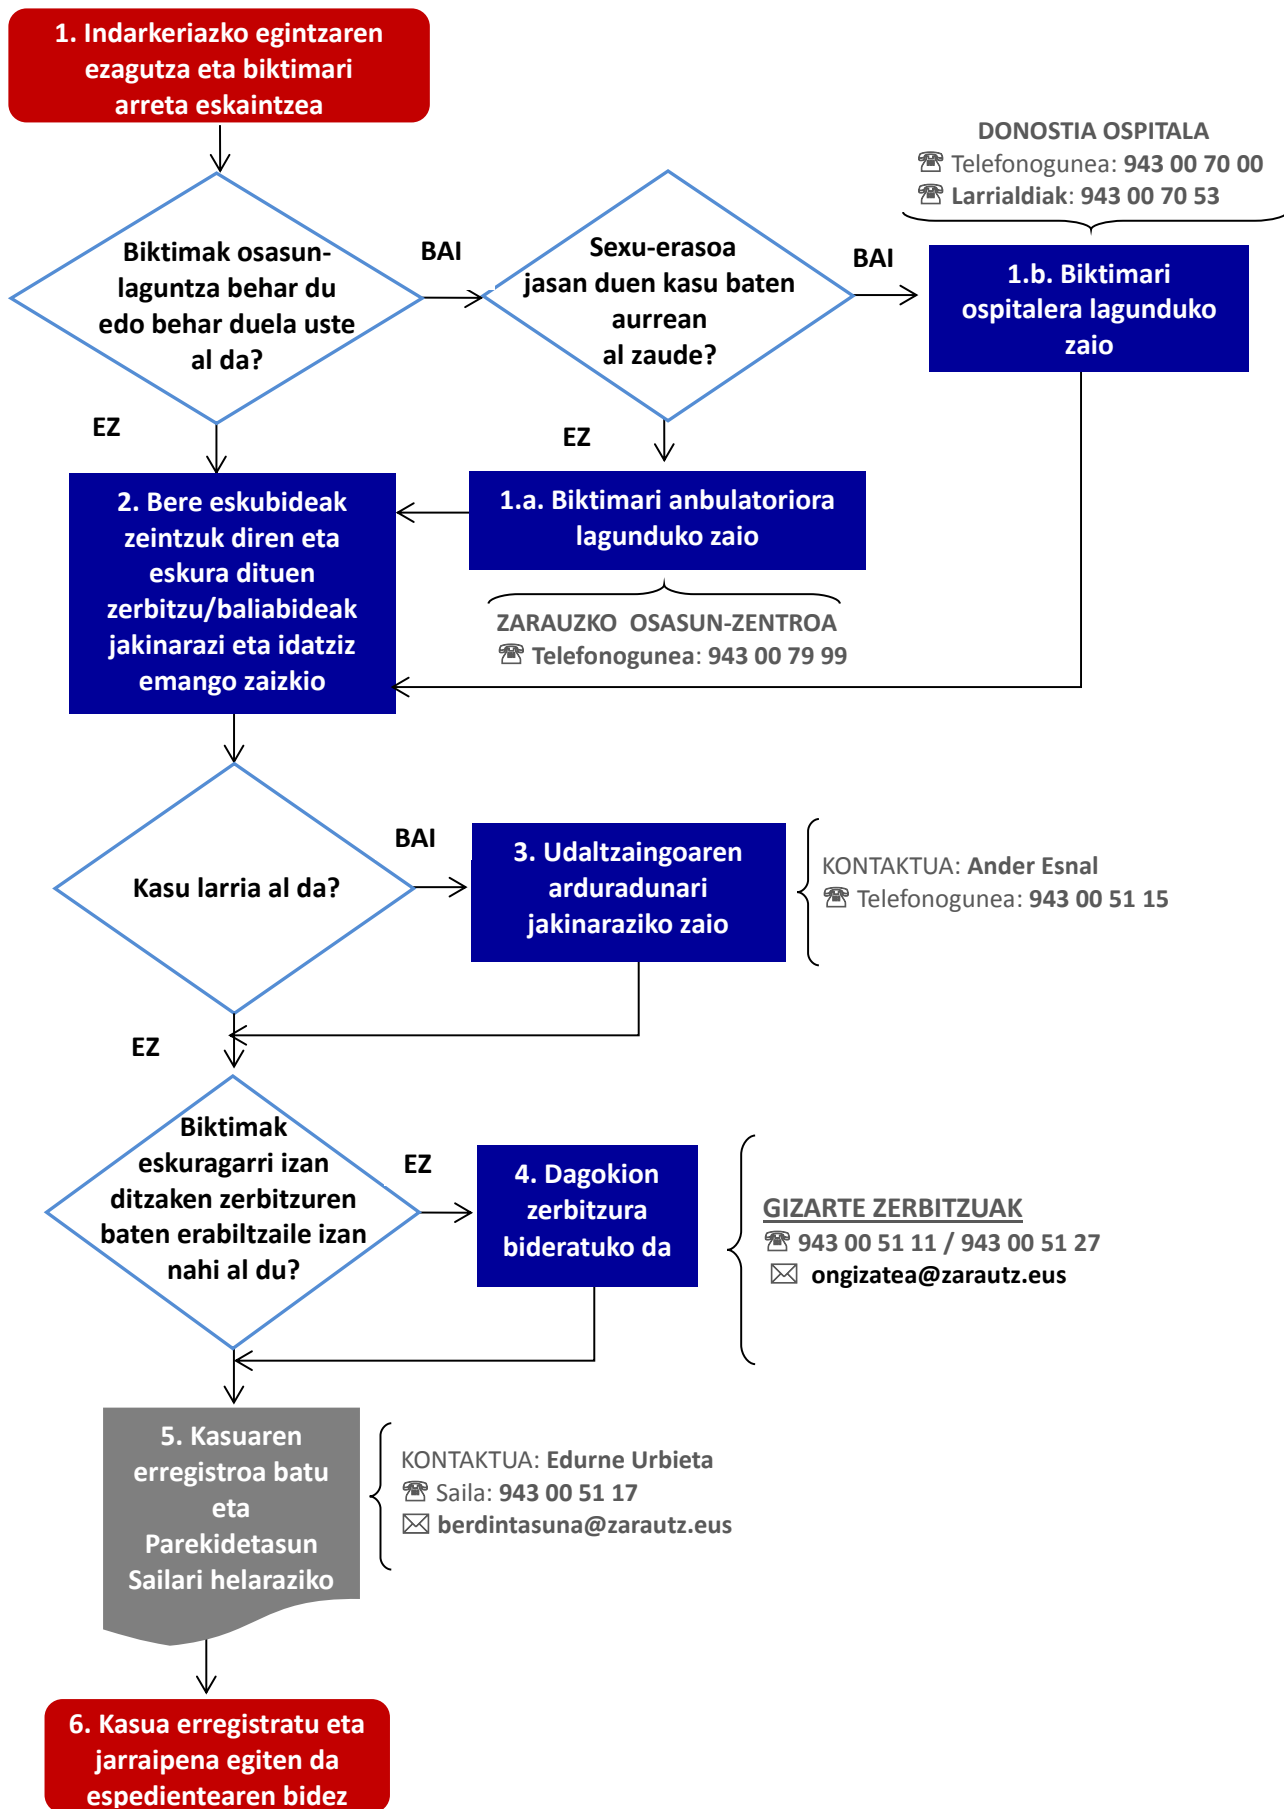 1. Indarkeriazko egintzaren
ezagutza eta biktimari
arreta eskaintzea
DONOSTIA OSPITALA
☎ Telefonogunea: 943 00 70 00
☎ Larrialdiak: 943 00 70 53
Biktimak osasun-
laguntza behar du
edo behar duela uste
al da?
BAI
Sexu-erasoa
jasan duen kasu baten
aurrean
al zaude?
BAI
1.b. Biktimari
ospitalera lagunduko
zaio
EZ
EZ
2. Bere eskubideak
zeintzuk diren eta
eskura dituen
zerbitzu/baliabideak
jakinarazi eta idatziz
emango zaizkio
1.a. Biktimari anbulatoriora
lagunduko zaio
ZARAUZKO OSASUN-ZENTROA
☎ Telefonogunea: 943 00 79 99
Kasu larria al da?
BAI
3. Udaltzaingoaren
arduradunari
jakinaraziko zaio
KONTAKTUA: Ander Esnal
☎ Telefonogunea: 943 00 51 15
EZ
Biktimak
eskuragarri izan
ditzaken zerbitzuren
baten erabiltzaile izan
nahi al du?
EZ
4. Dagokion
zerbitzura
bideratuko da
GIZARTE ZERBITZUAK
☎ 943 00 51 11 / 943 00 51 27
✉ ongizatea@zarautz.eus
5. Kasuaren
erregistroa batu
eta
Parekidetasun
Sailari helaraziko
KONTAKTUA: Edurne Urbieta
☎ Saila: 943 00 51 17
✉ berdintasuna@zarautz.eus
6. Kasua erregistratu eta
jarraipena egiten da
espedientearen bidez